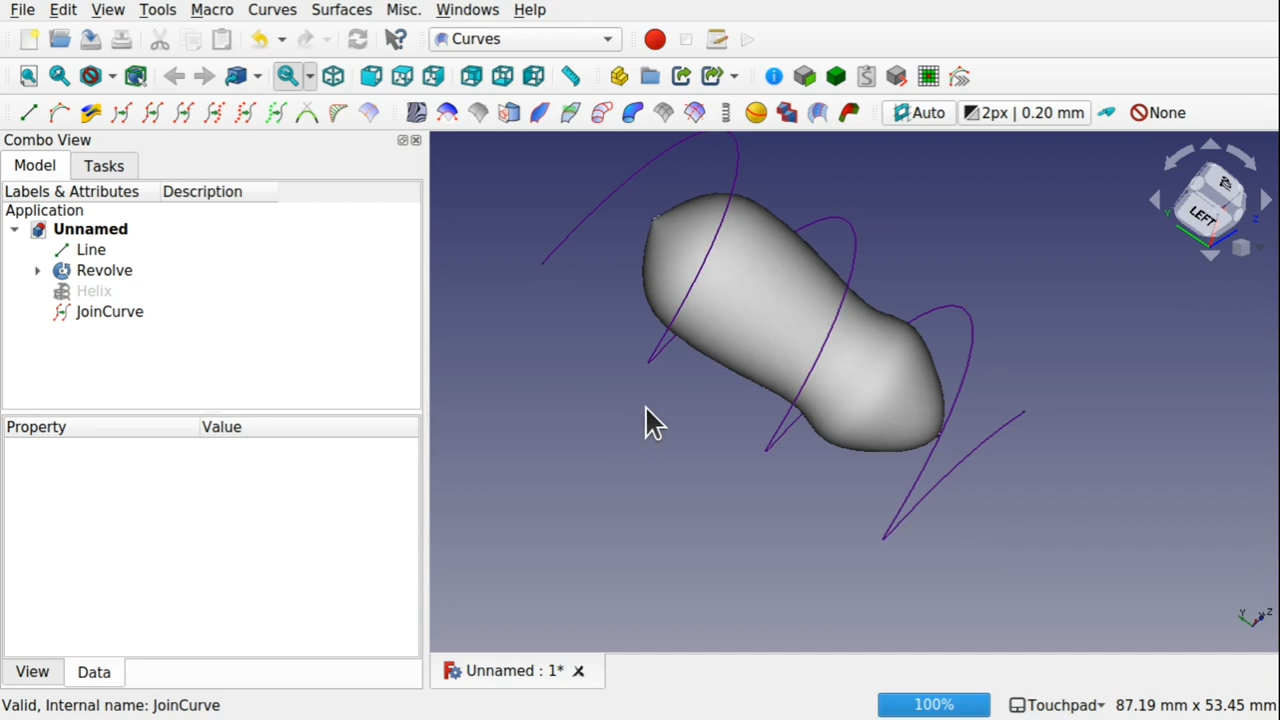 File Edit View Tools Macro Curves Surfaces Misc. Windows Help
Curves
Auto 2px | 0.20 mm None
Combo View
Model Tasks
Labels & Attributes Description
Application
Unnamed
Line
Revolve
Helix
JoinCurve
Property Value
View Data
LEFT
Y
Z
Y
Z
Unnamed : 1*
Valid, Internal name: JoinCurve 100% Touchpad 87.19 mm x 53.45 mm